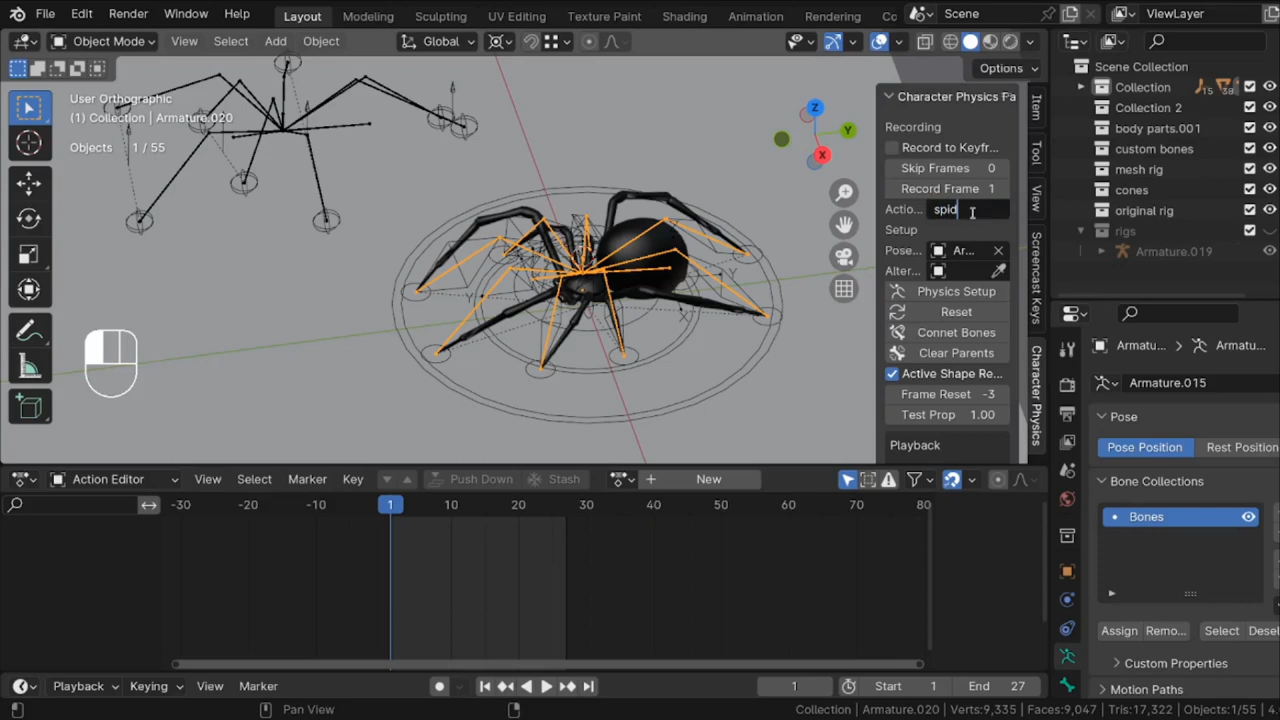 File Edit Render Window Help Layout Modeling Sculpting UV Editing Texture Paint Shading Animation Rendering Co Scene ViewLayer
Object Mode View Select Add Object Global
Options
User Orthographic
(1) Collection | Armature.020
Objects 1 / 55
Z
Y
X
Y
Y
X
Character Physics Pa
Recording
Record to Keyfr...
Skip Frames 0
Record Frame 1
Actio... spid
Setup
Pose... Ar...
Alter...
Physics Setup
Reset
Connet Bones
Clear Parents
Active Shape Re...
Frame Reset -3
Test Prop 1.00
Playback
Item
Tool
View
Screencast Keys
Character Physics
Scene Collection
Collection 15 38
Collection 2
body parts.001
custom bones
mesh rig
cones
original rig
rigs
Armature.019
Armatu... Armatu...
Armature.015
Pose
Pose Position Rest Position
Bone Collections
Bones
Assign Remo... Select Desel
Custom Properties
Motion Paths
Action Editor View Select Marker Key Push Down Stash New
-30 -20 -10 1 10 20 30 40 50 60 70 80
Playback Keying View Marker 1 Start 1 End 27
Pan View
Collection | Armature.020 | Verts:9,335 | Faces:9,047 | Tris:17,322 | Objects:1/55 | 4.